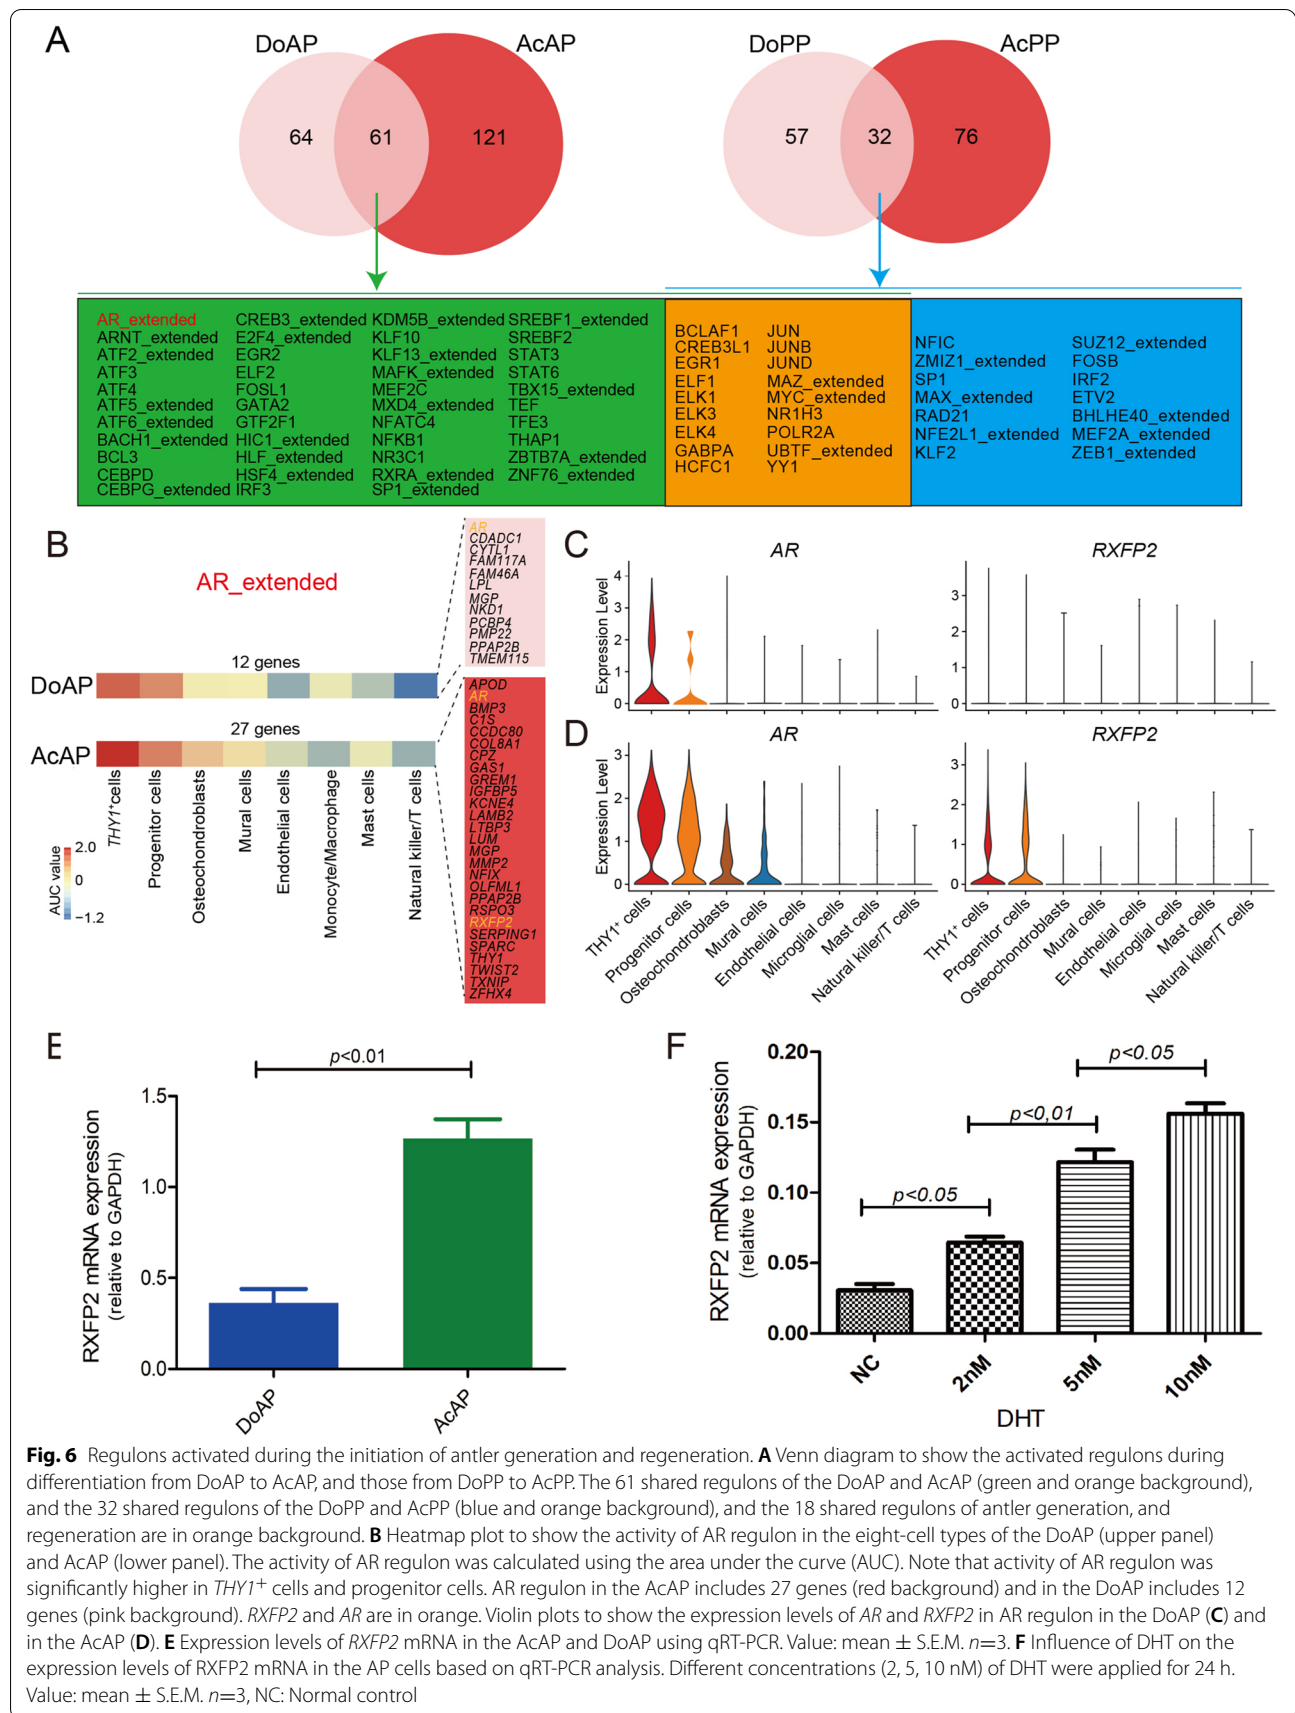 A
DoAP
AcAP
64
61
121
DoPP
AcPP
57
32
76
AR_extended
ARNT_extended
ATF2_extended
ATF3
ATF4
ATF5_extended
ATF6_extended
BACH1_extended
BCL3
CEBPD
CEBPG_extended
CREB3_extended
E2F4_extended
EGR2
ELF2
FOSL1
GATA2
GTF2F1
HIC1_extended
HLF_extended
HSF4_extended
IRF3
KDM5B_extended
KLF10
KLF13_extended
MAFK_extended
MEF2C
MXD4_extended
NFATC4
NFKB1
NR3C1
RXRA_extended
SP1_extended
SREBF1_extended
SREBF2
STAT3
STAT6
TBX15_extended
TEF
TFE3
THAP1
ZBTB7A_extended
ZNF76_extended
BCLAF1
CREB3L1
EGR1
ELF1
ELK1
ELK3
ELK4
GABPA
HCFC1
JUN
JUNB
JUND
MAZ_extended
MYC_extended
NR1H3
POLR2A
UBTF_extended
YY1
NFIC
ZMIZ1_extended
SP1
MAX_extended
RAD21
NFE2L1_extended
KLF2
SUZ12_extended
FOSB
IRF2
ETV2
BHLHE40_extended
MEF2A_extended
ZEB1_extended
B
AR_extended
12 genes
DoAP
27 genes
AcAP
THY1+cells
Progenitor cells
Osteochondroblasts
Mural cells
Endothelial cells
Monocyte/Macrophage
Mast cells
Natural killer/T cells
AUC value
2.0
0
−1.2
AR
CDADC1
CYTL1
FAM117A
FAM46A
LPL
MGP
NKD1
PCBP4
PMP22
PPAP2B
TMEM115
APOD
AR
BMP3
C1S
CCDC80
COL8A1
CPZ
GAS1
GREM1
IGFBP5
KCNE4
LAMB2
LTBP3
LUM
MGP
MMP2
NFIX
OLFML1
PPAP2B
RSPO3
RXFP2
SERPING1
SPARC
THY1
TWIST2
TXNIP
ZFHX4
C
AR
RXFP2
Expression Level
4
3
2
1
0
3
2
1
0
D
AR
RXFP2
Expression Level
3
2
1
0
3
2
1
0
THY1+ cells
Progenitor cells
Osteochondroblasts
Mural cells
Endothelial cells
Microglial cells
Mast cells
Natural killer/T cells
THY1+ cells
Progenitor cells
Osteochondroblasts
Mural cells
Endothelial cells
Microglial cells
Mast cells
Natural killer/T cells
E
p<0.01
RXFP2 mRNA expression
(relative to GAPDH)
1.5
1.0
0.5
0.0
DoAP
AcAP
F
p<0.05
p<0,01
p<0.05
RXFP2 mRNA expression
(relative to GAPDH)
0.20
0.15
0.10
0.05
0.00
NC
2nM
5nM
10nM
DHT
Fig. 6 Regulons activated during the initiation of antler generation and regeneration. A Venn diagram to show the activated regulons during
differentiation from DoAP to AcAP, and those from DoPP to AcPP. The 61 shared regulons of the DoAP and AcAP (green and orange background),
and the 32 shared regulons of the DoPP and AcPP (blue and orange background), and the 18 shared regulons of antler generation, and
regeneration are in orange background. B Heatmap plot to show the activity of AR regulon in the eight-cell types of the DoAP (upper panel)
and AcAP (lower panel). The activity of AR regulon was calculated using the area under the curve (AUC). Note that activity of AR regulon was
significantly higher in THY1+ cells and progenitor cells. AR regulon in the AcAP includes 27 genes (red background) and in the DoAP includes 12
genes (pink background). RXFP2 and AR are in orange. Violin plots to show the expression levels of AR and RXFP2 in AR regulon in the DoAP (C) and
in the AcAP (D). E Expression levels of RXFP2 mRNA in the AcAP and DoAP using qRT-PCR. Value: mean ± S.E.M. n=3. F Influence of DHT on the
expression levels of RXFP2 mRNA in the AP cells based on qRT-PCR analysis. Different concentrations (2, 5, 10 nM) of DHT were applied for 24 h.
Value: mean ± S.E.M. n=3, NC: Normal control